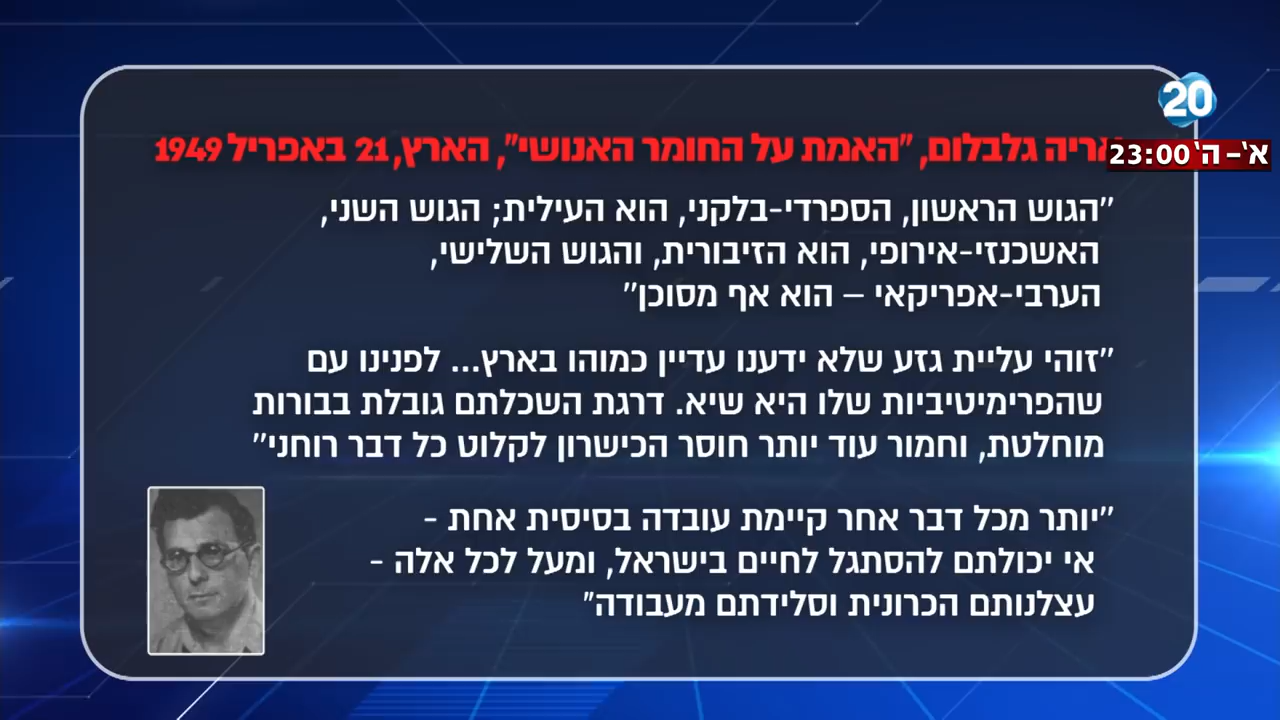 20
א'-ה' 23:00
אריה גלבלום, "האמת על החומר האנושי", הארץ, 21 באפריל 1949
"הגוש הראשון, הספרדי-בלקני, הוא העילית; הגוש השני,
האשכנזי-אירופי, הוא הזיבורית, והגוש השלישי,
הערבי-אפריקאי – הוא אף מסוכן"
"זוהי עליית גזע שלא ידענו עדיין כמוהו בארץ... לפנינו עם
שהפרימיטיביות שלו היא שיא. דרגת השכלתם גובלת בבורות
מוחלטת, וחמור עוד יותר חוסר הכישרון לקלוט כל דבר רוחני"
"יותר מכל דבר אחר קיימת עובדה בסיסית אחת -
אי יכולתם להסתגל לחיים בישראל, ומעל לכל אלה -
עצלנותם הכרונית וסלידתם מעבודה"